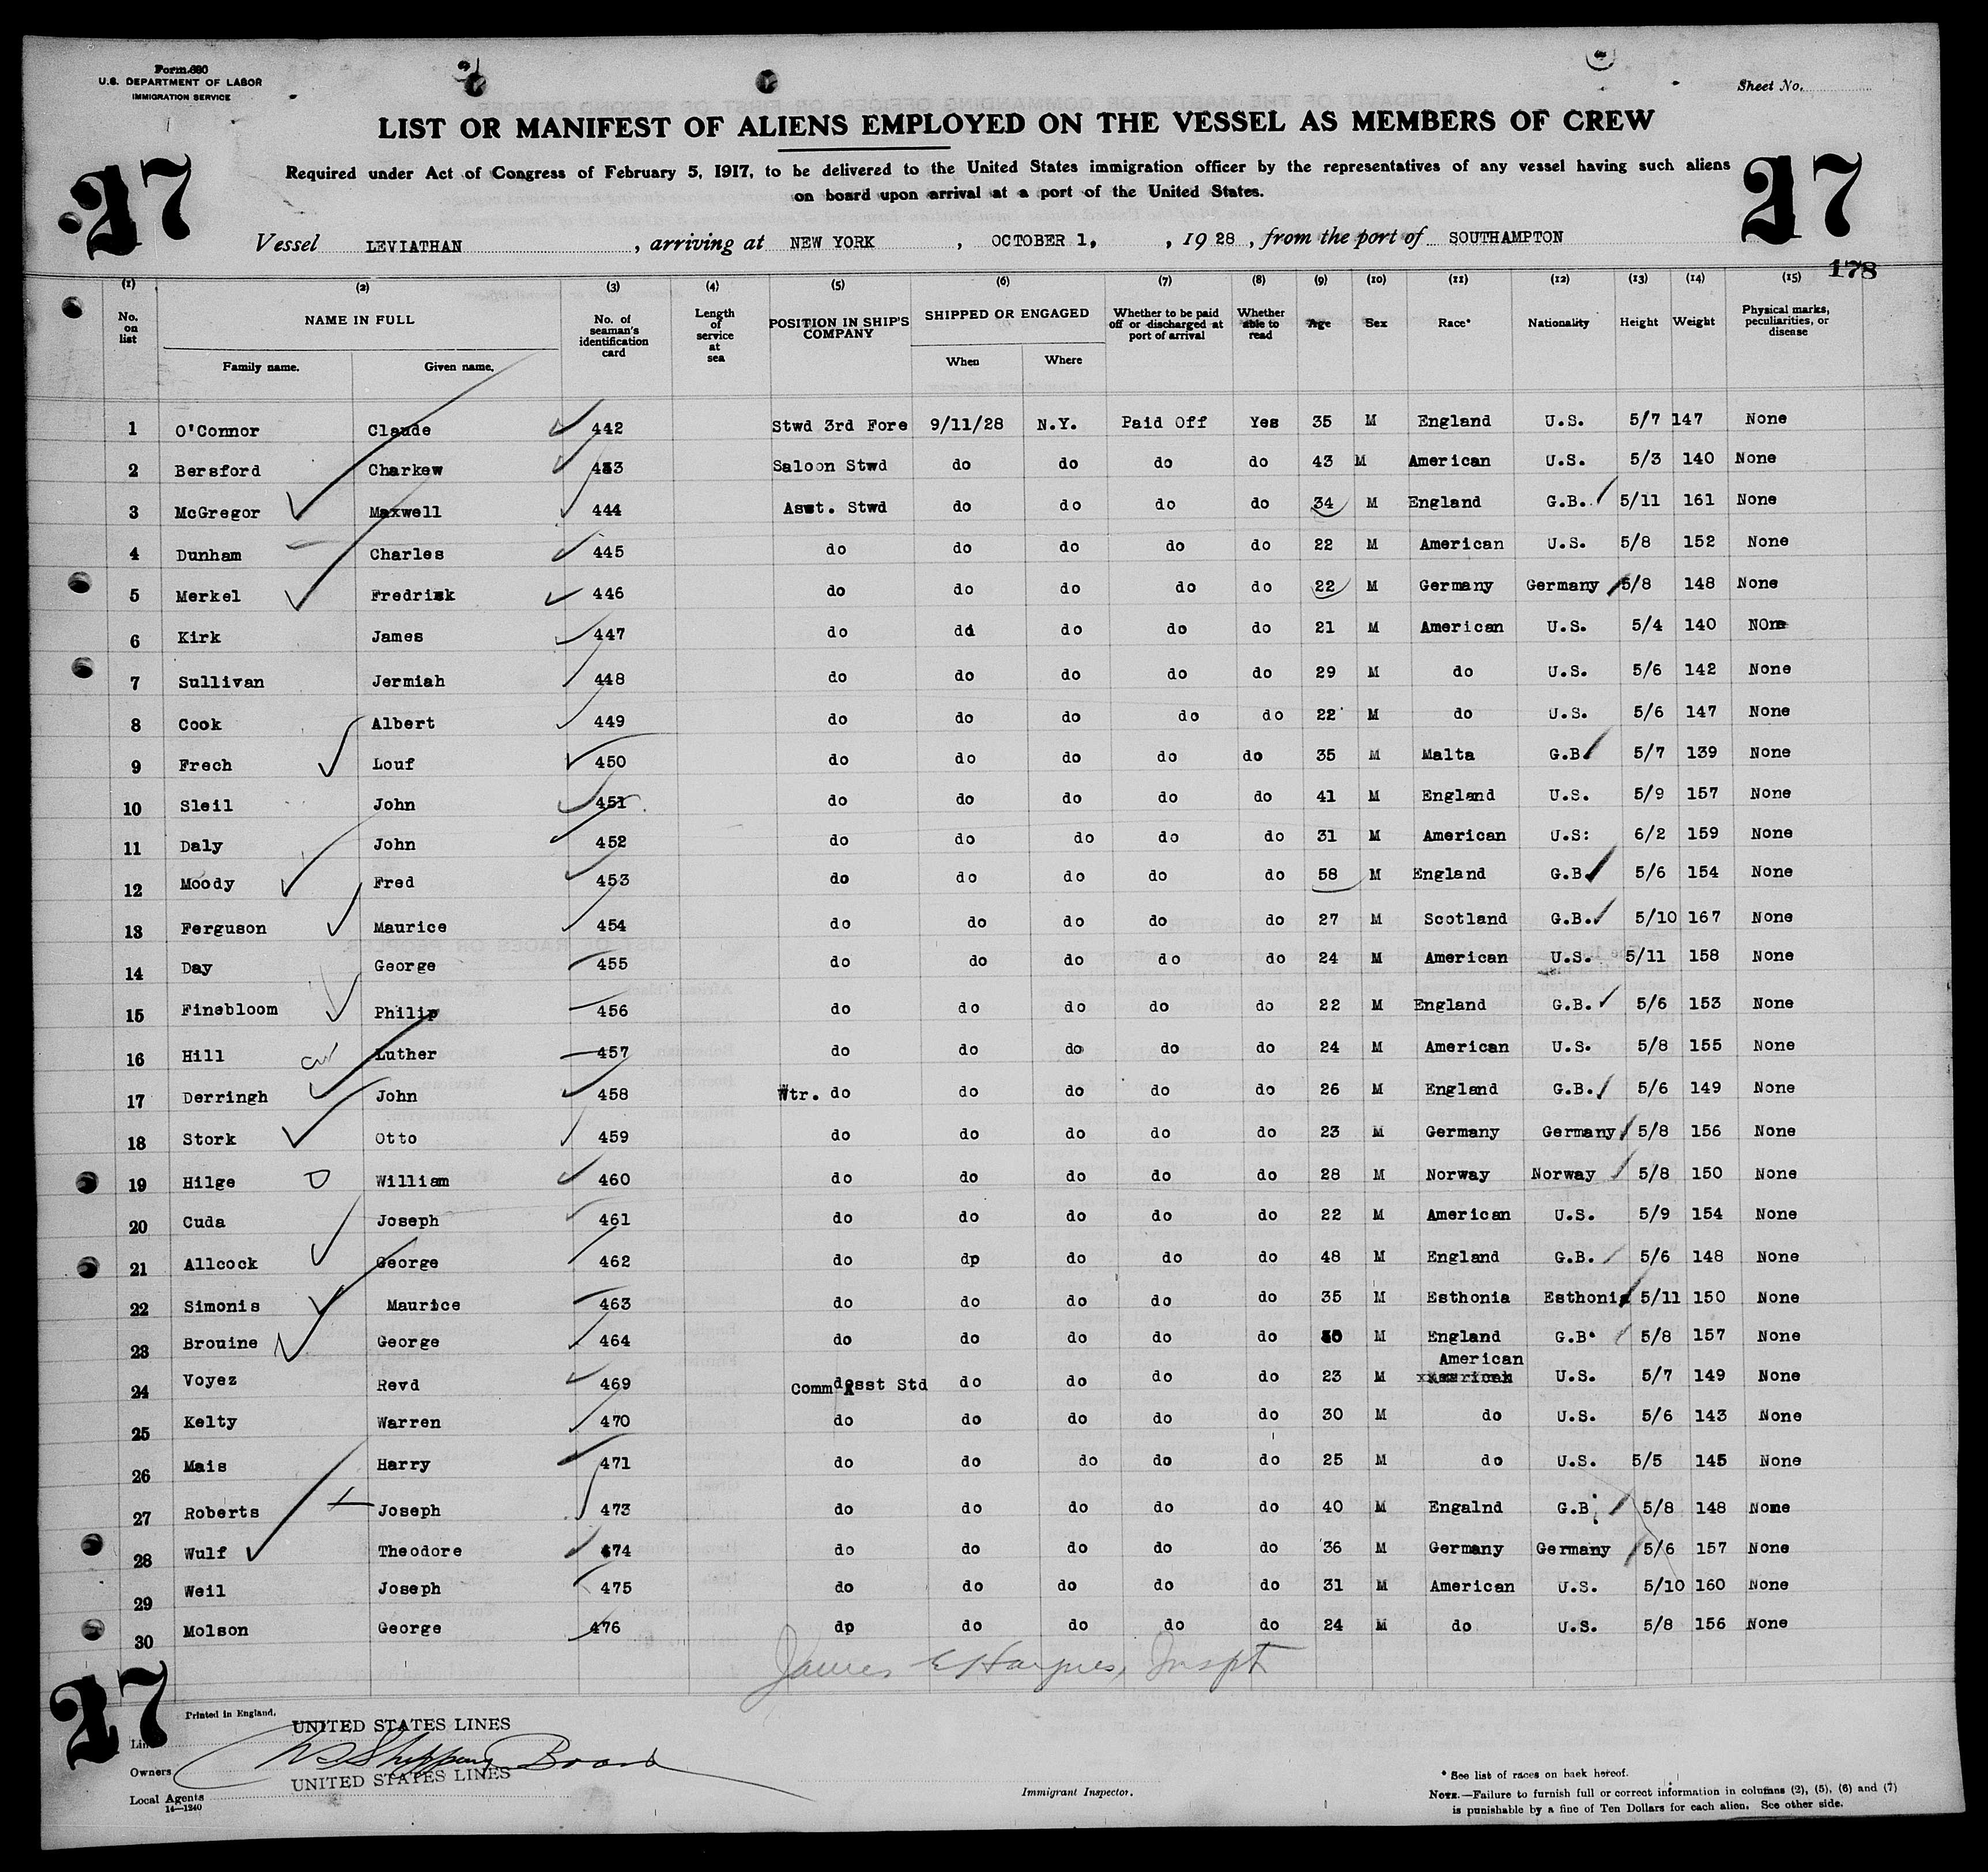 Form 680
U.S. DEPARTMENT OF LABOR
IMMIGRATION SERVICE
Sheet No.
LIST OR MANIFEST OF ALIENS EMPLOYED ON THE VESSEL AS MEMBERS OF CREW
Required under Act of Congress of February 5, 1917, to be delivered to the United States immigration officer by the representatives of any vessel having such aliens
on board upon arrival at a port of the United States.
27 27
Vessel LEVIATHAN , arriving at NEW YORK , OCTOBER 1, , 19 28 , from the port of SOUTHAMPTON
178
(1) (2) (3) (4) (5) (6) (7) (8) (9) (10) (11) (12) (13) (14) (15)
No. on list NAME IN FULL Family name. Given name. No. of seaman's identification card Length of service at sea POSITION IN SHIP'S COMPANY SHIPPED OR ENGAGED When Where Whether to be paid off or discharged at port of arrival Whether able to read Age Sex Race* Nationality Height Weight Physical marks, peculiarities, or disease
1 O'Connor Claude 442 Stwd 3rd Fore 9/11/28 N.Y. Paid Off Yes 35 M England U.S. 5/7 147 None
2 Bersford Charkew 443 Saloon Stwd do do do do 43 M American U.S. 5/3 140 None
3 McGregor Maxwell 444 Asst. Stwd do do do do 34 M England G.B. 5/11 161 None
4 Dunham Charles 445 do do do do do 22 M American U.S. 5/8 152 None
5 Merkel Fredrisk 446 do do do do do 22 M Germany Germany 5/8 148 None
6 Kirk James 447 do dd do do do 21 M American U.S. 5/4 140 NOne
7 Sullivan Jermiah 448 do do do do do 29 M do U.S. 5/6 142 None
8 Cook Albert 449 do do do do do 22 M do U.S. 5/6 147 None
9 Frech Louf 450 do do do do do 35 M Malta G.B. 5/7 139 None
10 Sleil John 451 do do do do do 41 M England U.S. 5/9 157 None
11 Daly John 452 do do do do do 31 M American U.S: 6/2 159 None
12 Moody Fred 453 do do do do do 58 M England G.B. 5/6 154 None
13 Ferguson Maurice 454 do do do do do 27 M Scotland G.B. 5/10 167 None
14 Day George 455 do do do do do 24 M American U.S. 5/11 158 None
15 Finebloom Philip 456 do do do do do 22 M England G.B. 5/6 153 None
16 Hill Luther 457 do do do do do 24 M American U.S. 5/8 155 None
17 Derringh John 458 Wtr. do do do do do 26 M England G.B. 5/6 149 None
18 Stork Otto 459 do do do do do 23 M Germany Germany 5/8 156 None
19 Hilge William 460 do do do do do 28 M Norway Norway 5/8 150 None
20 Cuda Joseph 461 do do do do do 22 M American U.S. 5/9 154 None
21 Allcock George 462 do dp do do do 48 M England G.B. 5/6 148 None
22 Simonis Maurice 463 do do do do do 35 M Esthonia Esthonia 5/11 150 None
23 Brouine George 464 do do do do do M England G.B. 5/8 157 None
24 Voyez Revd 469 Comm Asst Std do do do do 23 M American U.S. 5/7 149 None
25 Kelty Warren 470 do do do do do 30 M do U.S. 5/6 143 None
26 Mais Harry 471 do do do do do 25 M do U.S. 5/5 145 None
27 Roberts Joseph 473 do do do do do 40 M Engalnd G.B. 5/8 148 None
28 Wulf Theodore 474 do do do do do 36 M Germany Germany 5/6 157 None
29 Weil Joseph 475 do do do do do 31 M American U.S. 5/10 160 None
30 Molson George 476 dp do do do do 24 M do U.S. 5/8 156 None
James E Haynes, Inspt
27
Printed in England.
Line UNITED STATES LINES
Owners US Shipping Board
Local Agents UNITED STATES LINES
14—1240
Immigrant Inspector.
* See list of races on back hereof.
NOTE.—Failure to furnish full or correct information in columns (2), (5), (6) and (7)
is punishable by a fine of Ten Dollars for each alien. See other side.